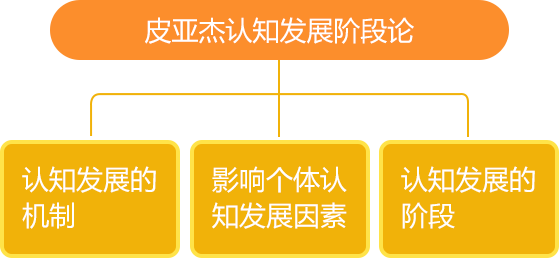 皮亚杰认知发展阶段论
认知发展的
机制
影响个体认
知发展因素
认知发展的
阶段